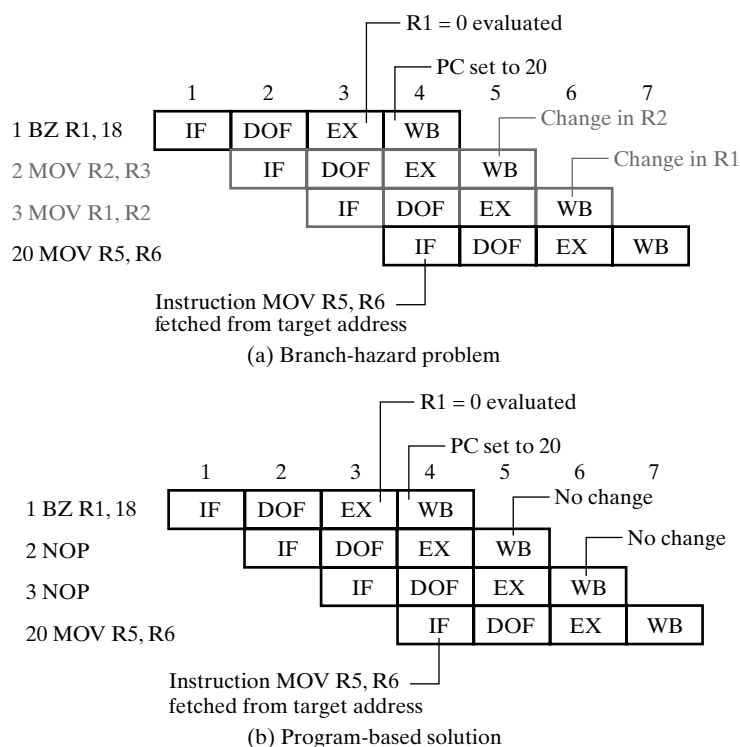 R1 = 0 evaluated
PC set to 20
1 2 3 4 5 6 7
1 BZ R1, 18 IF DOF EX WB Change in R2
2 MOV R2, R3 IF DOF EX WB Change in R1
3 MOV R1, R2 IF DOF EX WB
20 MOV R5, R6 IF DOF EX WB
Instruction MOV R5, R6
fetched from target address
(a) Branch-hazard problem
R1 = 0 evaluated
PC set to 20
1 2 3 4 5 6 7
1 BZ R1, 18 IF DOF EX WB No change
2 NOP IF DOF EX WB No change
3 NOP IF DOF EX WB
20 MOV R5, R6 IF DOF EX WB
Instruction MOV R5, R6
fetched from target address
(b) Program-based solution